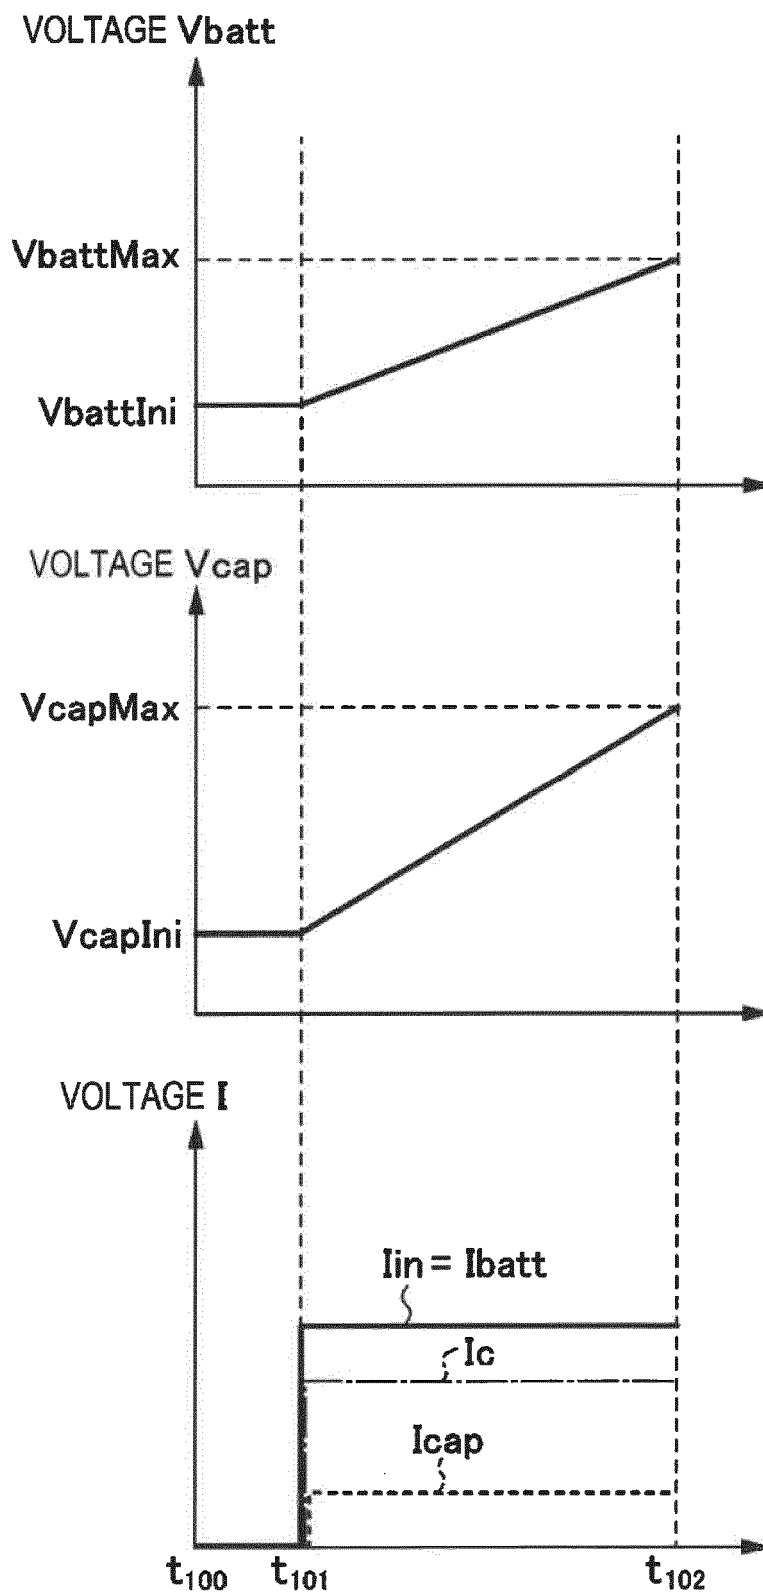 VOLTAGE Vbatt
VbattMax
VbattIni
VOLTAGE Vcap
VcapMax
VcapIni
VOLTAGE I
Iin = Ibatt
Ic
Icap
t100 t101 t102